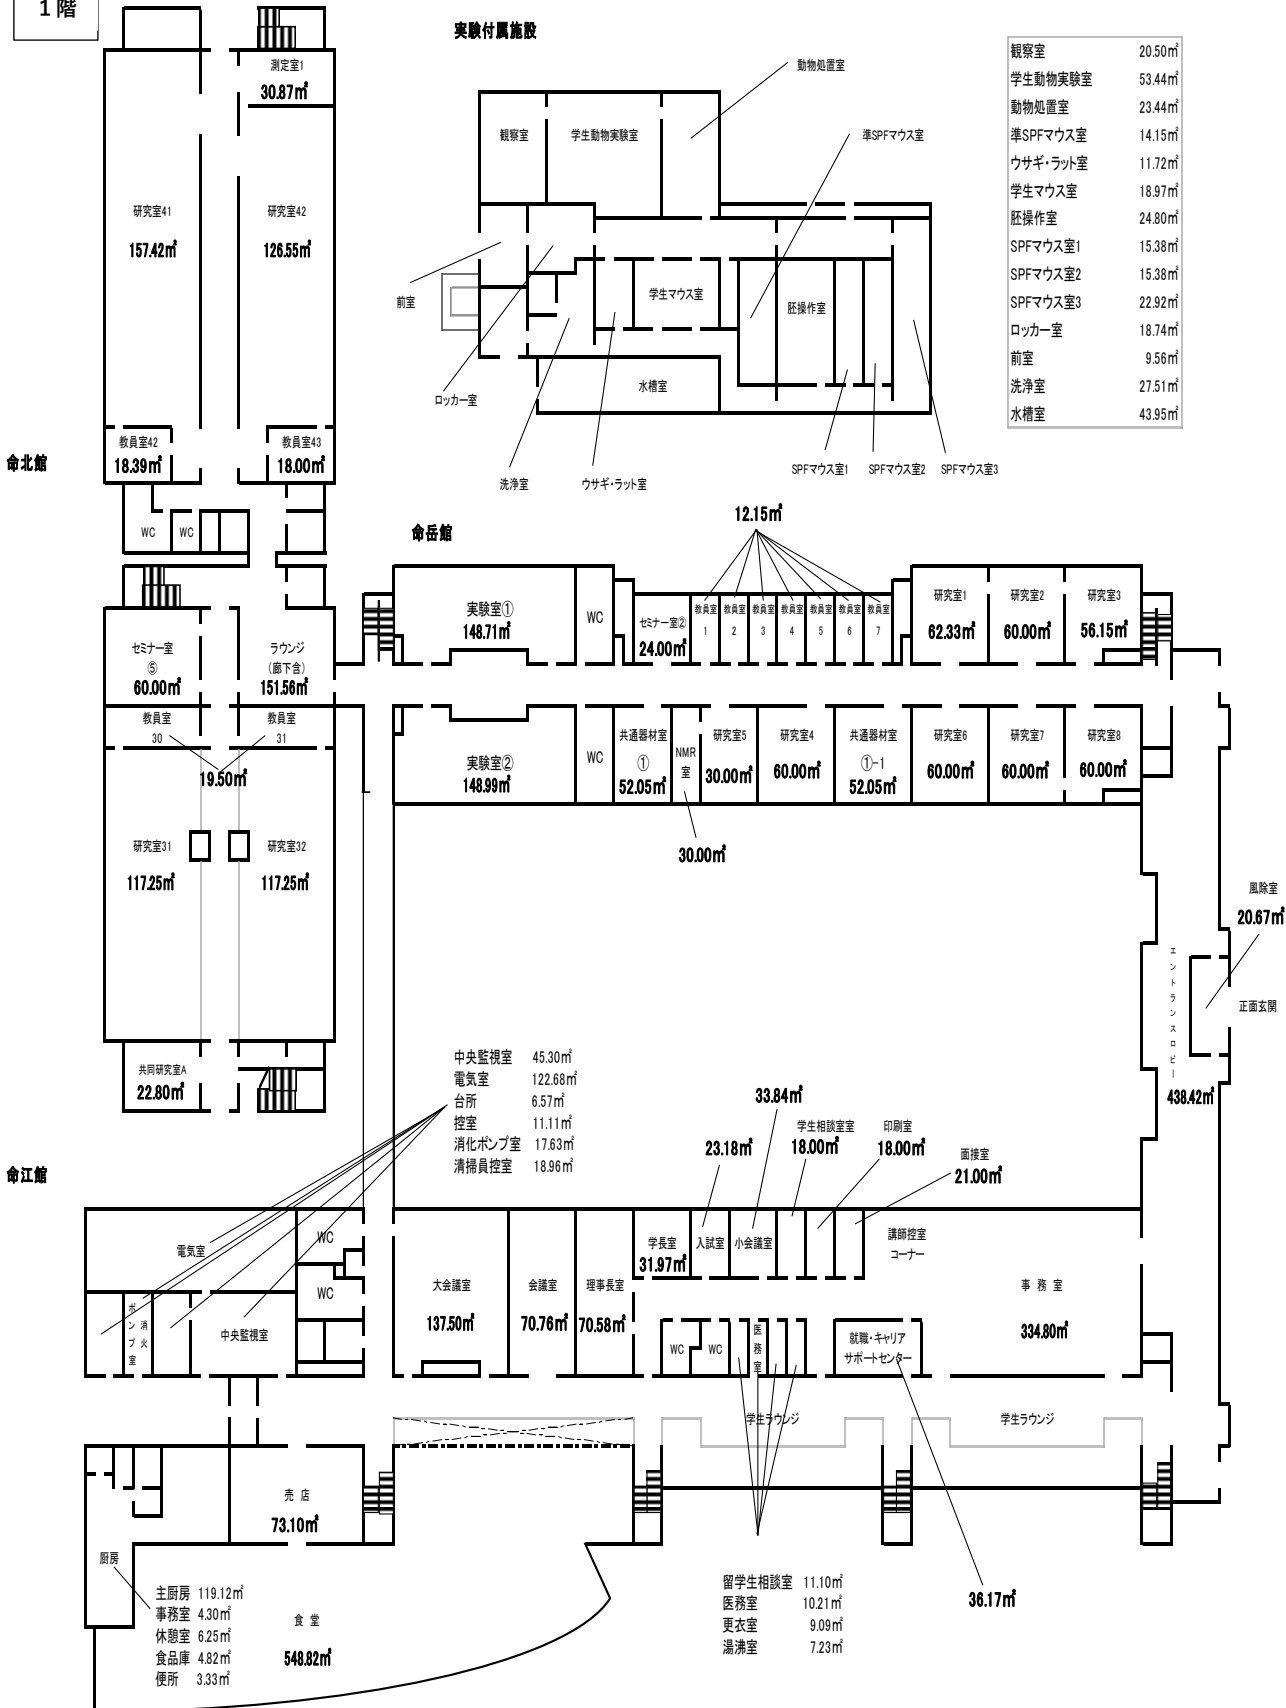 1 階
実験付属施設
観察室 20.50㎡
学生動物実験室 53.44㎡
動物処置室 23.44㎡
準SPFマウス室 14.15㎡
ウサギ・ラット室 11.72㎡
学生マウス室 18.97㎡
胚操作室 24.80㎡
SPFマウス室1 15.38㎡
SPFマウス室2 15.38㎡
SPFマウス室3 22.92㎡
ロッカー室 18.74㎡
前室 9.56㎡
洗浄室 27.51㎡
水槽室 43.95㎡
動物処置室
観察室
学生動物実験室
準SPFマウス室
前室
学生マウス室
胚操作室
ロッカー室
水槽室
洗浄室
ウサギ・ラット室
SPFマウス室1
SPFマウス室2
SPFマウス室3
測定室1
30.87㎡
研究室41
157.42㎡
研究室42
126.55㎡
教員室42
18.39㎡
教員室43
18.00㎡
命北館
WC
WC
セミナー室
⑤
60.00㎡
ラウンジ
(廊下含)
151.56㎡
教員室
30
教員室
31
19.50㎡
研究室31
117.25㎡
研究室32
117.25㎡
共同研究室A
22.80㎡
命岳館
12.15㎡
実験室①
148.71㎡
WC
セミナー室②
24.00㎡
教員室
1
教員室
2
教員室
3
教員室
4
教員室
5
教員室
6
教員室
7
研究室1
62.33㎡
研究室2
60.00㎡
研究室3
56.15㎡
実験室②
148.99㎡
WC
共通器材室
①
52.05㎡
NMR
室
30.00㎡
研究室5
30.00㎡
研究室4
60.00㎡
共通器材室
①-1
52.05㎡
研究室6
60.00㎡
研究室7
60.00㎡
研究室8
60.00㎡
風除室
20.67㎡
エントランスロビー
438.42㎡
正面玄関
中央監視室 45.30㎡
電気室 122.68㎡
台所 6.57㎡
控室 11.11㎡
消化ポンプ室 17.63㎡
清掃員控室 18.96㎡
命江館
電気室
消火
ポンプ室
中央監視室
WC
WC
大会議室
137.50㎡
会議室
70.76㎡
理事長室
70.58㎡
学長室
31.97㎡
入試室
23.18㎡
小会議室
33.84㎡
学生相談室室
18.00㎡
印刷室
18.00㎡
面接室
21.00㎡
講師控室
コーナー
事 務 室
334.80㎡
WC
WC
医務室
就職・キャリア
サポートセンター
36.17㎡
学生ラウンジ
学生ラウンジ
売 店
73.10㎡
厨房
主厨房 119.12㎡
事務室 4.30㎡
休憩室 6.25㎡
食品庫 4.82㎡
便所 3.33㎡
食 堂
548.82㎡
留学生相談室 11.10㎡
医務室 10.21㎡
更衣室 9.09㎡
湯沸室 7.23㎡